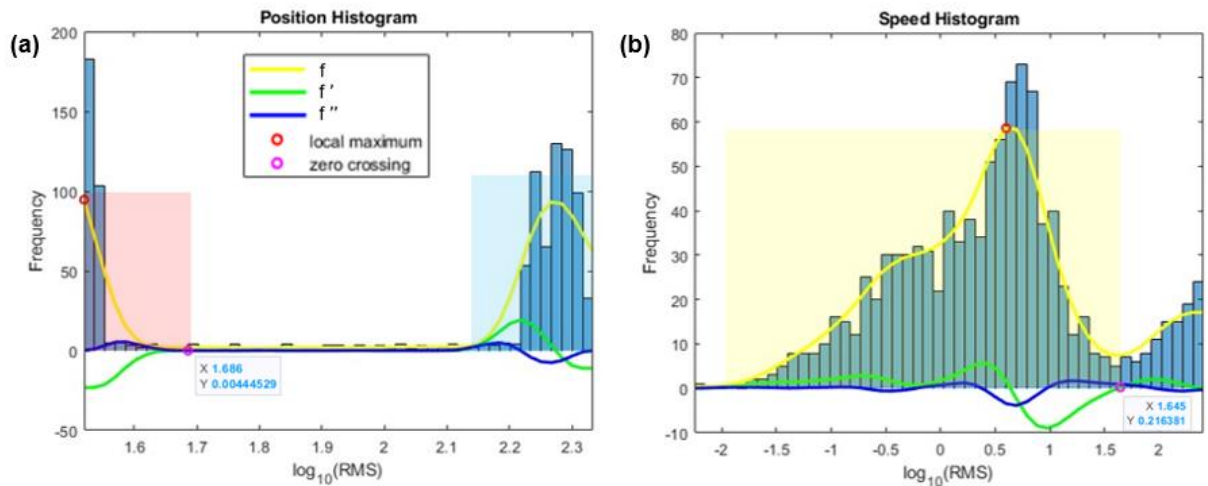 (a)
Position Histogram
200
150
100
50
0
-50
Frequency
f
f '
f ''
local maximum
zero crossing
X 1.686
Y 0.00444529
1.6 1.7 1.8 1.9 2 2.1 2.2 2.3
log10(RMS)
(b)
Speed Histogram
80
70
60
50
40
30
20
10
0
-10
Frequency
X 1.645
Y 0.216381
-2 -1.5 -1 -0.5 0 0.5 1 1.5 2
log10(RMS)